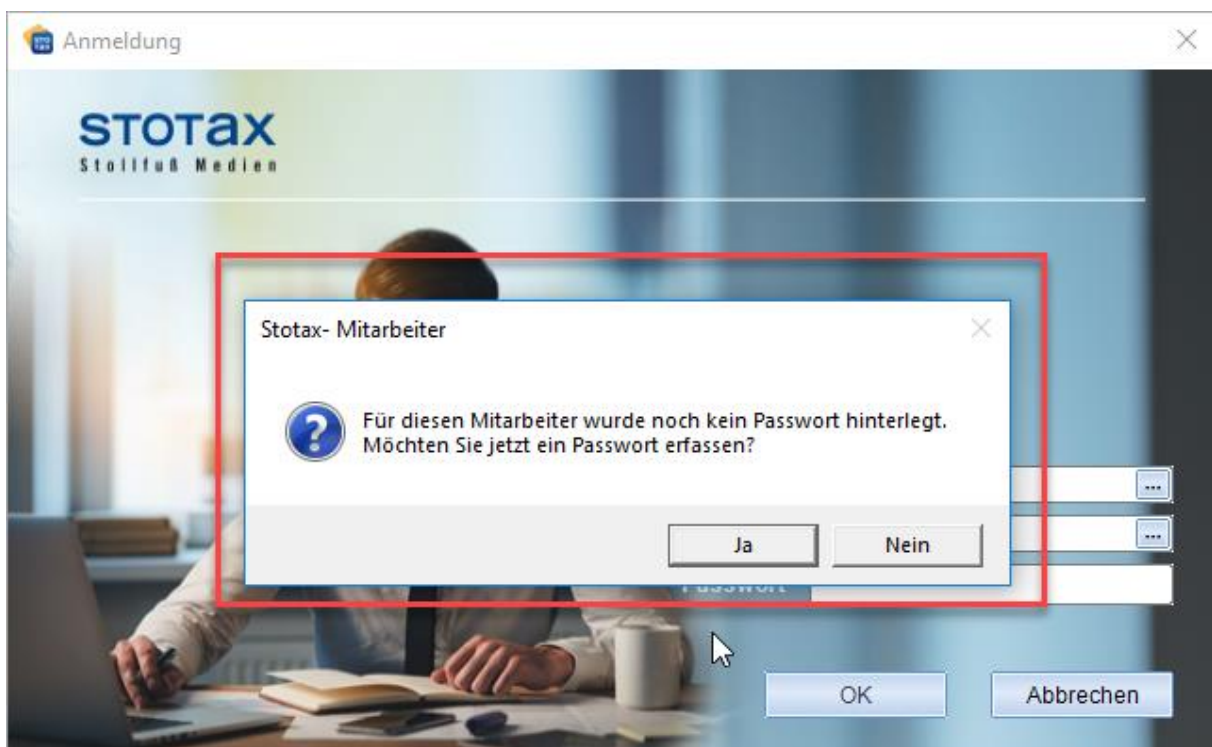 Anmeldung
STOTAX
Stollfuß Medien
Stotax- Mitarbeiter
Für diesen Mitarbeiter wurde noch kein Passwort hinterlegt.
Möchten Sie jetzt ein Passwort erfassen?
...
...
Ja Nein
Passwort
OK Abbrechen